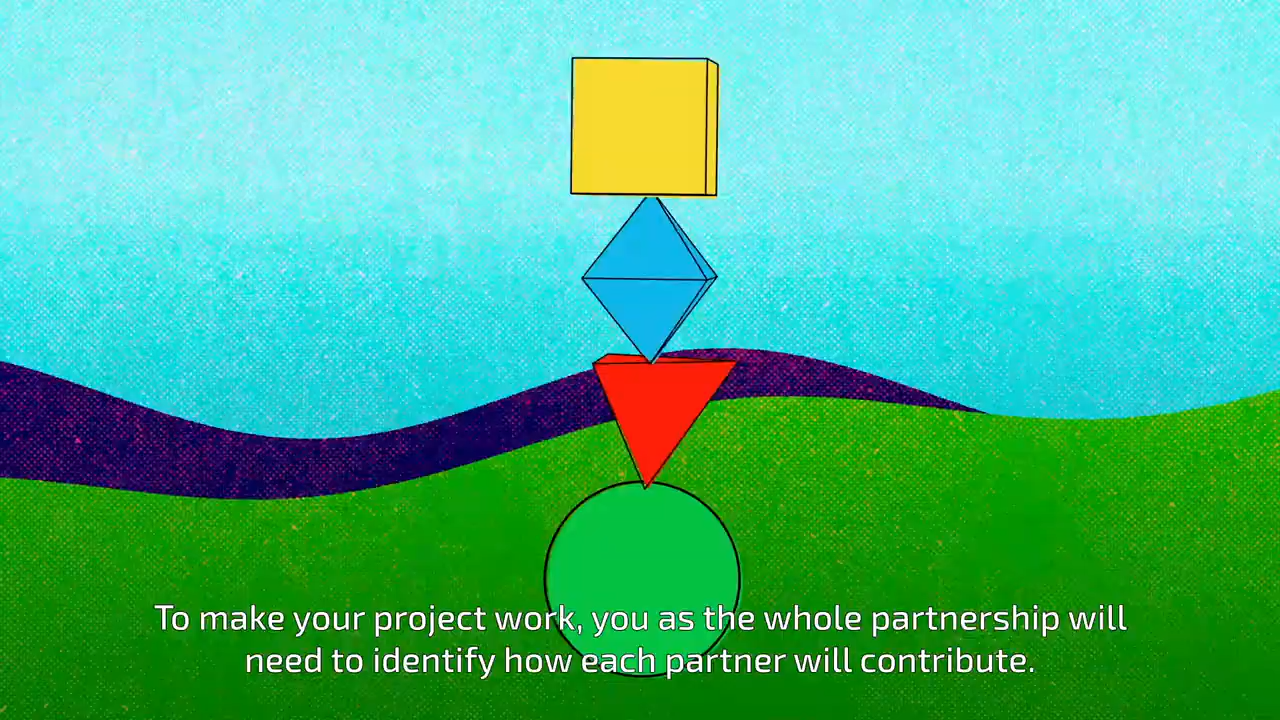 To make your project work, you as the whole partnership will
need to identify how each partner will contribute.